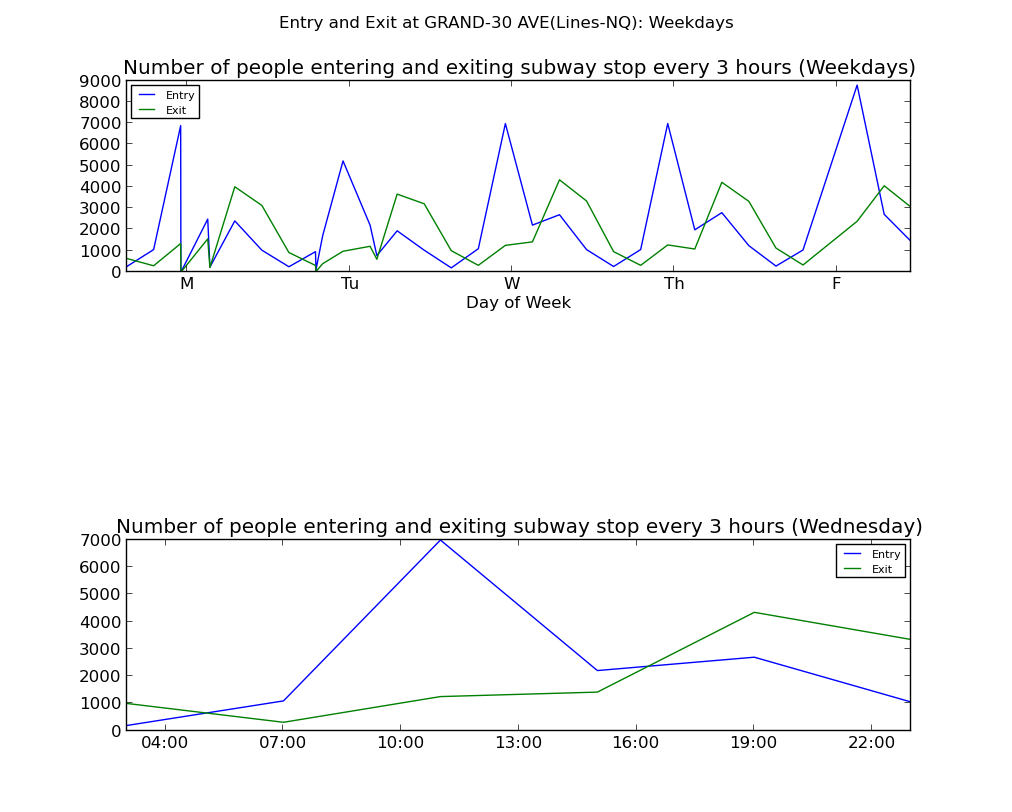 Entry and Exit at GRAND-30 AVE(Lines-NQ): Weekdays
Number of people entering and exiting subway stop every 3 hours (Weekdays)
9000
8000
7000
6000
5000
4000
3000
2000
1000
0
Entry
Exit
M Tu W Th F
Day of Week
Number of people entering and exiting subway stop every 3 hours (Wednesday)
7000
6000
5000
4000
3000
2000
1000
0
Entry
Exit
04:00 07:00 10:00 13:00 16:00 19:00 22:00